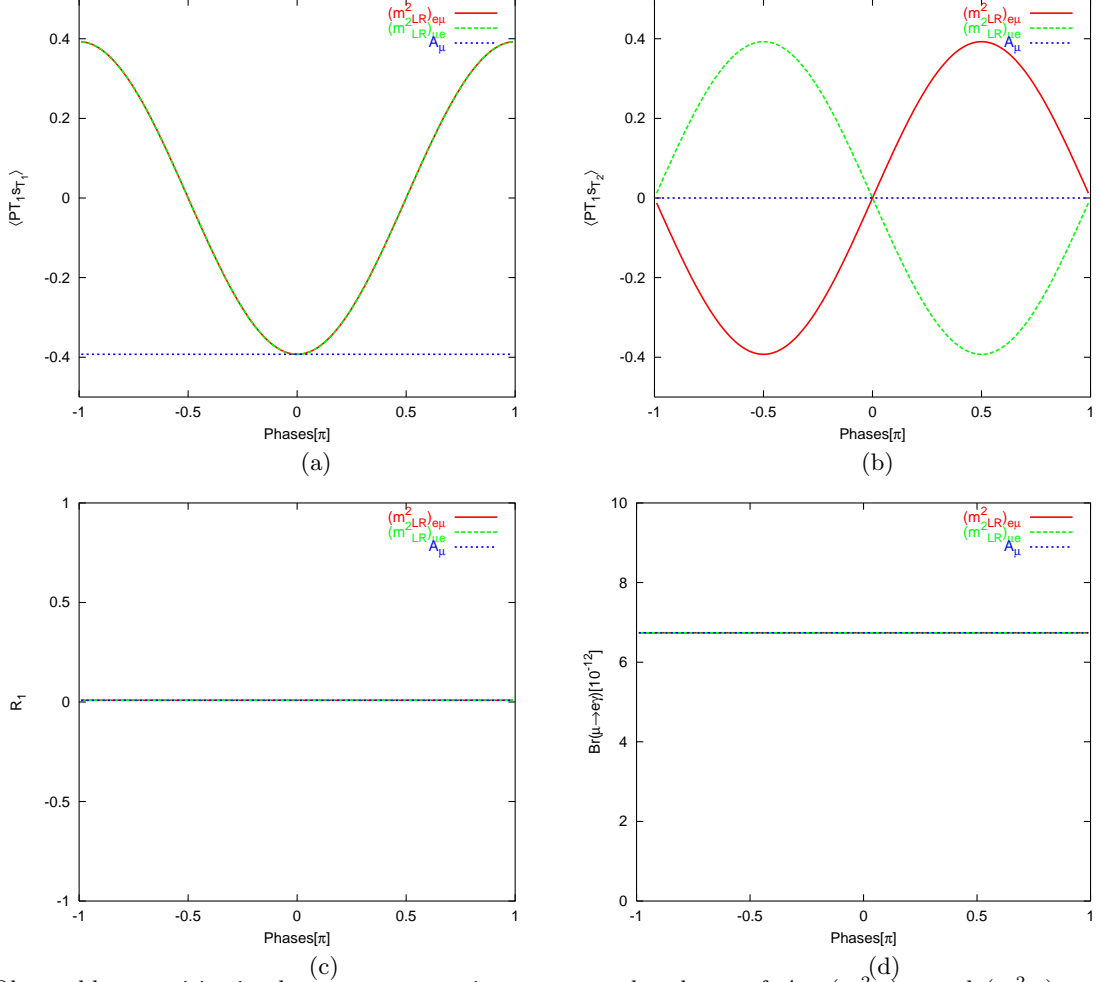 (m²LR)eμ
(m²LR)μe
Aμ
0.4
0.2
0
-0.2
-0.4
⟨PT₁s_T₁⟩
-1 -0.5 0 0.5 1
Phases[π]
(a)
(m²LR)eμ
(m²LR)μe
Aμ
0.4
0.2
0
-0.2
-0.4
⟨PT₁s_T₂⟩
-1 -0.5 0 0.5 1
Phases[π]
(b)
(m²LR)eμ
(m²LR)μe
Aμ
1
0.5
0
-0.5
-1
R₁
-1 -0.5 0 0.5 1
Phases[π]
(c)
(m²LR)eμ
(m²LR)μe
Aμ
10
8
6
4
2
0
Br(μ→eγ)[10⁻¹²]
-1 -0.5 0 0.5 1
Phases[π]
(d)